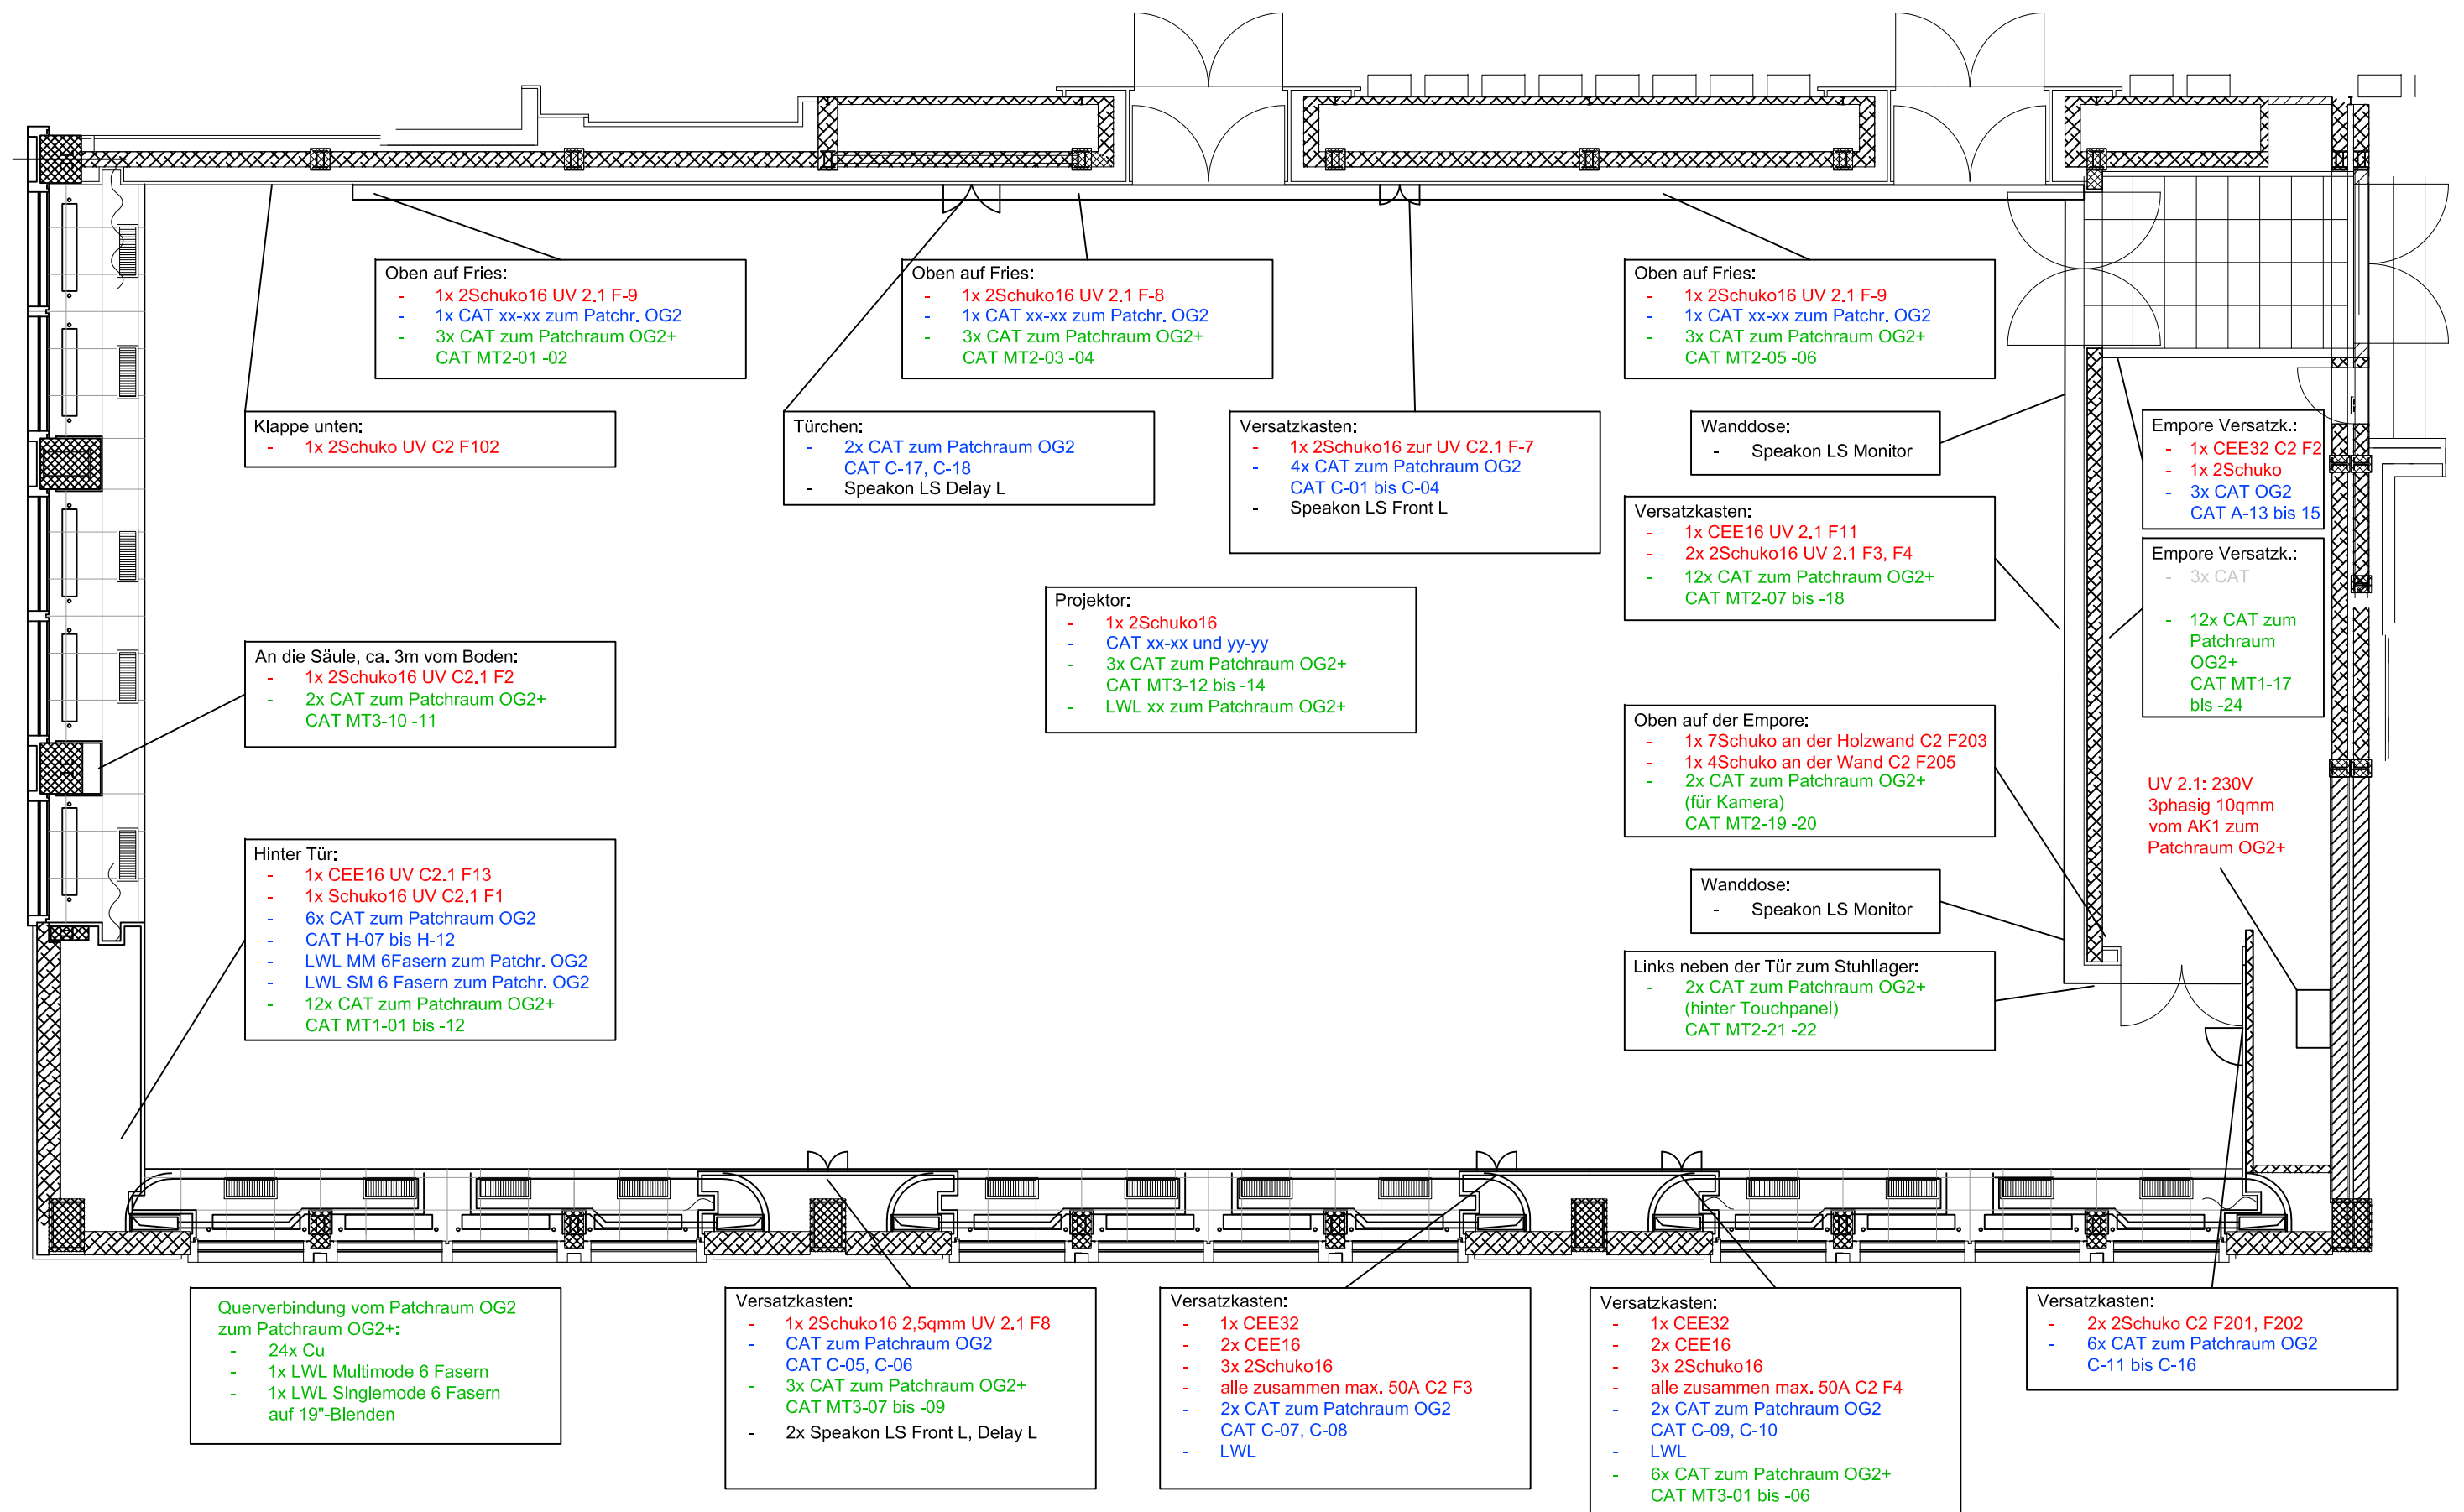 Oben auf Fries:
- 1x 2Schuko16 UV 2.1 F-9
- 1x CAT xx-xx zum Patchr. OG2
- 3x CAT zum Patchraum OG2+
CAT MT2-01 -02
Oben auf Fries:
- 1x 2Schuko16 UV 2.1 F-8
- 1x CAT xx-xx zum Patchr. OG2
- 3x CAT zum Patchraum OG2+
CAT MT2-03 -04
Oben auf Fries:
- 1x 2Schuko16 UV 2.1 F-9
- 1x CAT xx-xx zum Patchr. OG2
- 3x CAT zum Patchraum OG2+
CAT MT2-05 -06
Klappe unten:
- 1x 2Schuko UV C2 F102
Türchen:
- 2x CAT zum Patchraum OG2
CAT C-17, C-18
- Speakon LS Delay L
Versatzkasten:
- 1x 2Schuko16 zur UV C2.1 F-7
- 4x CAT zum Patchraum OG2
CAT C-01 bis C-04
- Speakon LS Front L
Wanddose:
- Speakon LS Monitor
Empore Versatzk.:
- 1x CEE32 C2 F2
- 1x 2Schuko
- 3x CAT OG2
CAT A-13 bis 15
Versatzkasten:
- 1x CEE16 UV 2.1 F11
- 2x 2Schuko16 UV 2.1 F3, F4
- 12x CAT zum Patchraum OG2+
CAT MT2-07 bis -18
Empore Versatzk.:
- 3x CAT
- 12x CAT zum
Patchraum
OG2+
CAT MT1-17
bis -24
Projektor:
- 1x 2Schuko16
- CAT xx-xx und yy-yy
- 3x CAT zum Patchraum OG2+
CAT MT3-12 bis -14
- LWL xx zum Patchraum OG2+
An die Säule, ca. 3m vom Boden:
- 1x 2Schuko16 UV C2.1 F2
- 2x CAT zum Patchraum OG2+
CAT MT3-10 -11
Oben auf der Empore:
- 1x 7Schuko an der Holzwand C2 F203
- 1x 4Schuko an der Wand C2 F205
- 2x CAT zum Patchraum OG2+
(für Kamera)
CAT MT2-19 -20
UV 2.1: 230V
3phasig 10qmm
vom AK1 zum
Patchraum OG2+
Hinter Tür:
- 1x CEE16 UV C2.1 F13
- 1x Schuko16 UV C2.1 F1
- 6x CAT zum Patchraum OG2
- CAT H-07 bis H-12
- LWL MM 6Fasern zum Patchr. OG2
- LWL SM 6 Fasern zum Patchr. OG2
- 12x CAT zum Patchraum OG2+
CAT MT1-01 bis -12
Wanddose:
- Speakon LS Monitor
Links neben der Tür zum Stuhllager:
- 2x CAT zum Patchraum OG2+
(hinter Touchpanel)
CAT MT2-21 -22
Querverbindung vom Patchraum OG2
zum Patchraum OG2+:
- 24x Cu
- 1x LWL Multimode 6 Fasern
- 1x LWL Singlemode 6 Fasern
auf 19"-Blenden
Versatzkasten:
- 1x 2Schuko16 2,5qmm UV 2.1 F8
- CAT zum Patchraum OG2
CAT C-05, C-06
- 3x CAT zum Patchraum OG2+
CAT MT3-07 bis -09
- 2x Speakon LS Front L, Delay L
Versatzkasten:
- 1x CEE32
- 2x CEE16
- 3x 2Schuko16
- alle zusammen max. 50A C2 F3
- 2x CAT zum Patchraum OG2
CAT C-07, C-08
- LWL
Versatzkasten:
- 1x CEE32
- 2x CEE16
- 3x 2Schuko16
- alle zusammen max. 50A C2 F4
- 2x CAT zum Patchraum OG2
CAT C-09, C-10
- LWL
- 6x CAT zum Patchraum OG2+
CAT MT3-01 bis -06
Versatzkasten:
- 2x 2Schuko C2 F201, F202
- 6x CAT zum Patchraum OG2
C-11 bis C-16